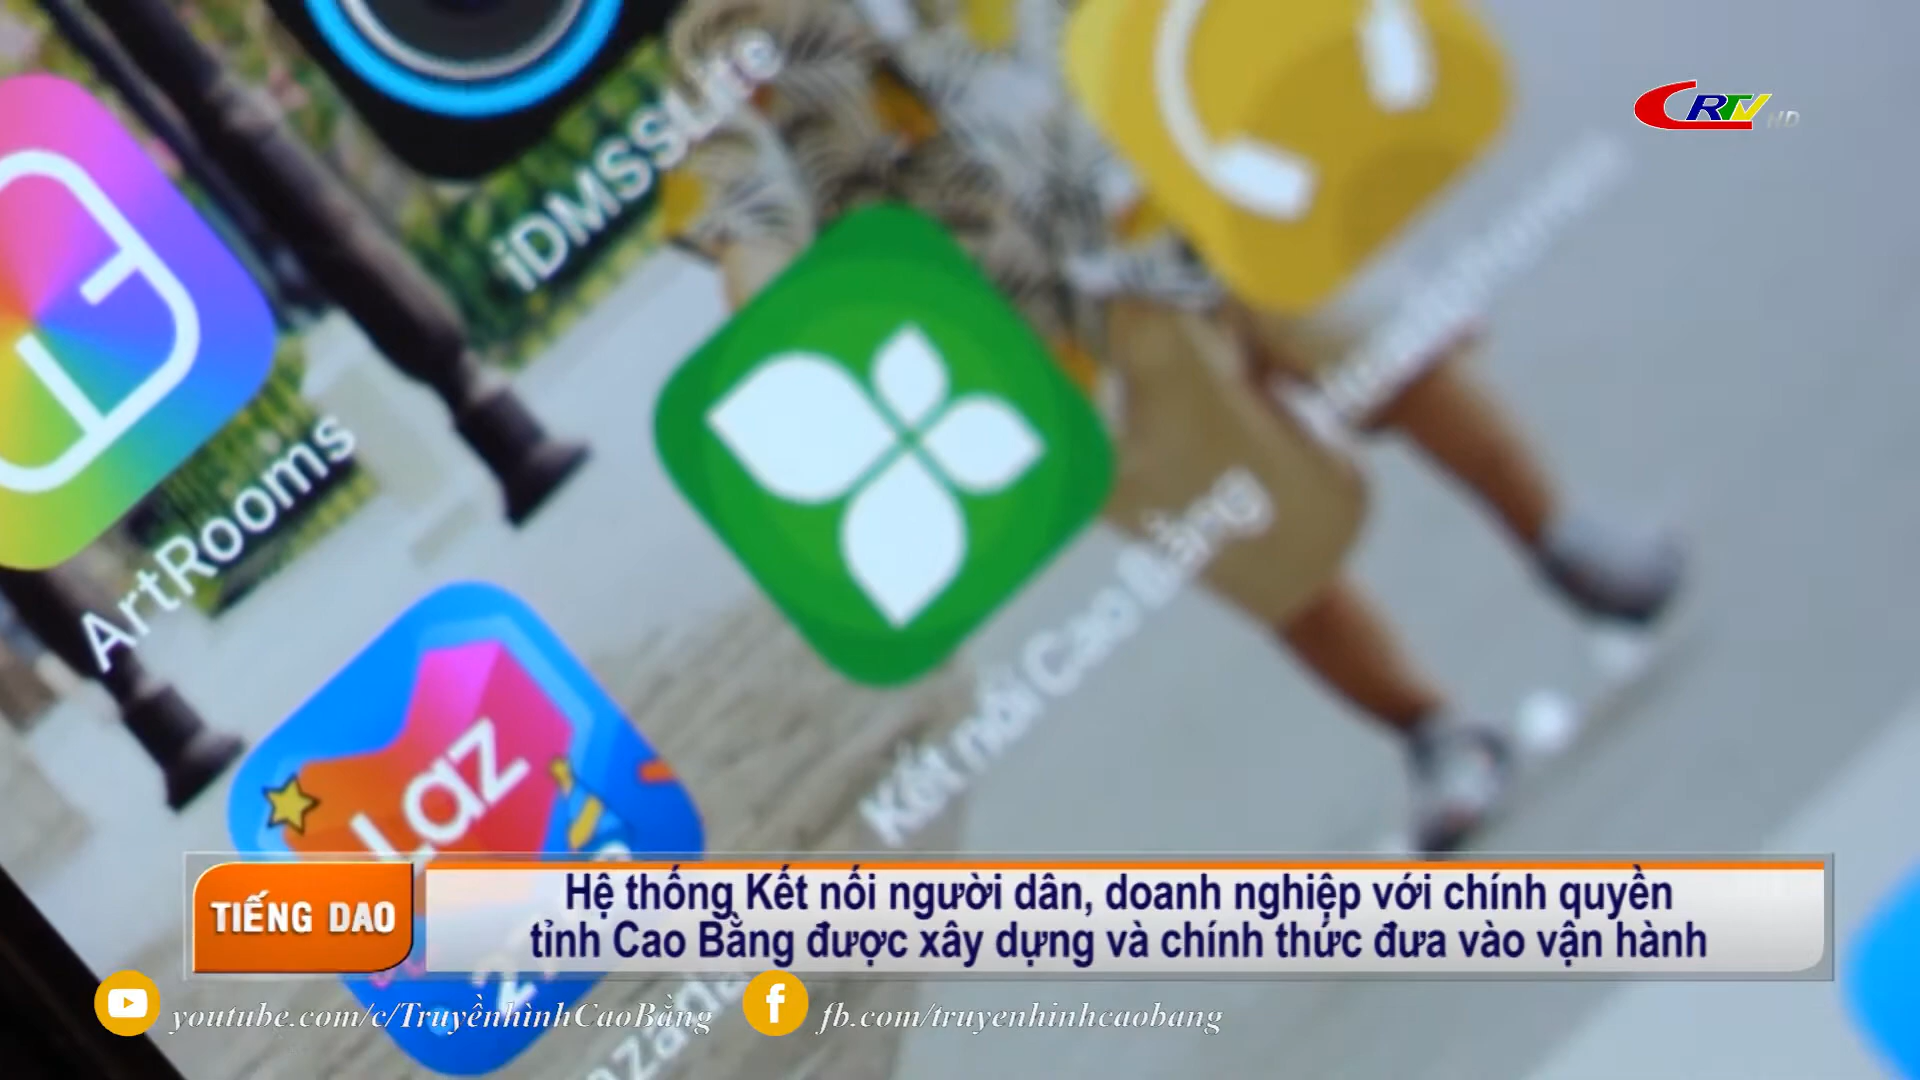 CRTV HD
iDMSS Lite
ArtRooms
Kết nối Cao Bằng
Laz
TIẾNG DAO
Hệ thống Kết nối người dân, doanh nghiệp với chính quyền
tỉnh Cao Bằng được xây dựng và chính thức đưa vào vận hành
youtube.com/c/TruyềnhìnhCaoBằng
fb.com/truyenhinhcaobang